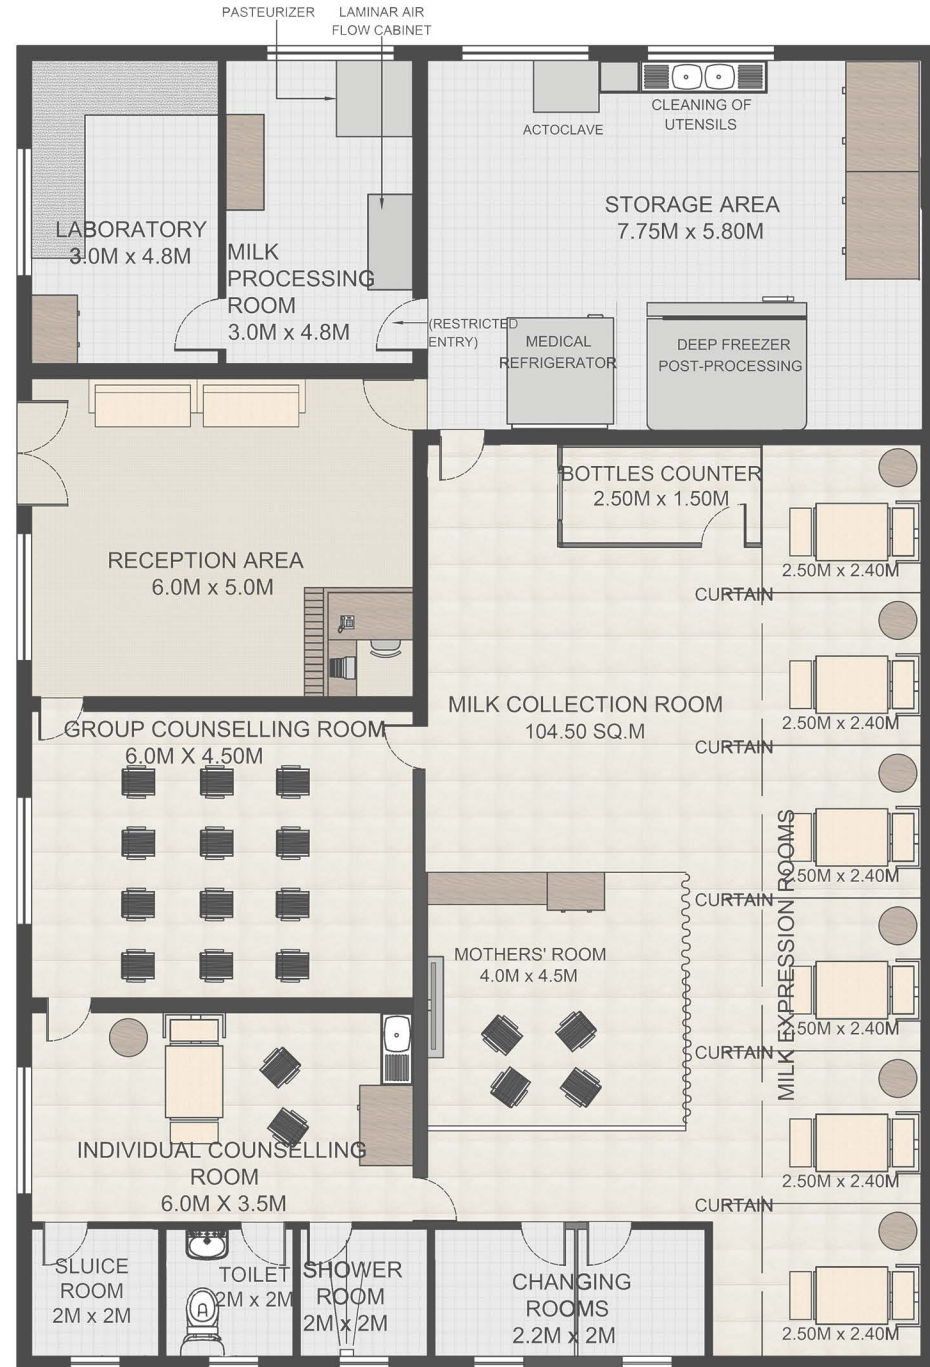 PASTEURIZER
LAMINAR AIR
FLOW CABINET
ACTOCLAVE
CLEANING OF
UTENSILS
LABORATORY
3.0M x 4.8M
MILK
PROCESSING
ROOM
3.0M x 4.8M
STORAGE AREA
7.75M x 5.80M
(RESTRICTED
ENTRY)
MEDICAL
REFRIGERATOR
DEEP FREEZER
POST-PROCESSING
BOTTLES COUNTER
2.50M x 1.50M
RECEPTION AREA
6.0M x 5.0M
2.50M x 2.40M
CURTAIN
MILK COLLECTION ROOM
104.50 SQ.M
2.50M x 2.40M
CURTAIN
GROUP COUNSELLING ROOM
6.0M X 4.50M
MILK EXPRESSION ROOMS
2.50M x 2.40M
CURTAIN
MOTHERS' ROOM
4.0M x 4.5M
2.50M x 2.40M
CURTAIN
INDIVIDUAL COUNSELLING
ROOM
6.0M X 3.5M
2.50M x 2.40M
CURTAIN
SLUICE
ROOM
2M x 2M
TOILET
2M x 2M
SHOWER
ROOM
2M x 2M
CHANGING
ROOMS
2.2M x 2M
2.50M x 2.40M